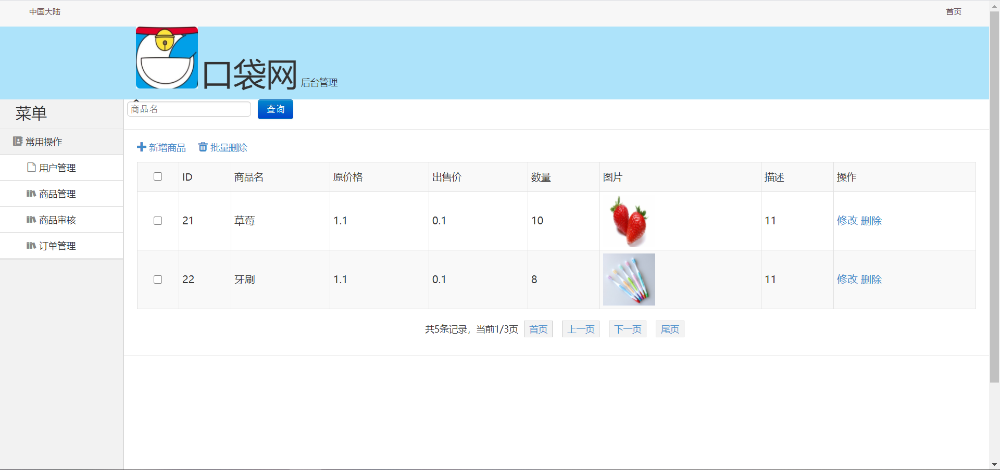 中国大陆 首页
口袋网 后台管理
菜单
商品名 查询
常用操作
用户管理
商品管理
商品审核
订单管理
新增商品 批量删除
ID 商品名 原价格 出售价 数量 图片 描述 操作
21 草莓 1.1 0.1 10 11 修改 删除
22 牙刷 1.1 0.1 8 11 修改 删除
共5条记录，当前1/3页 首页 上一页 下一页 尾页